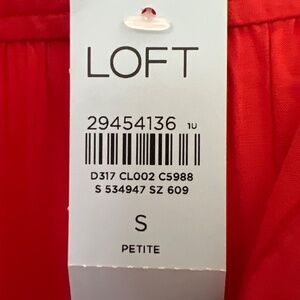 LOFT
29454136 1U
D317 CL002 C5988
S 534947 SZ 609
S
PETITE